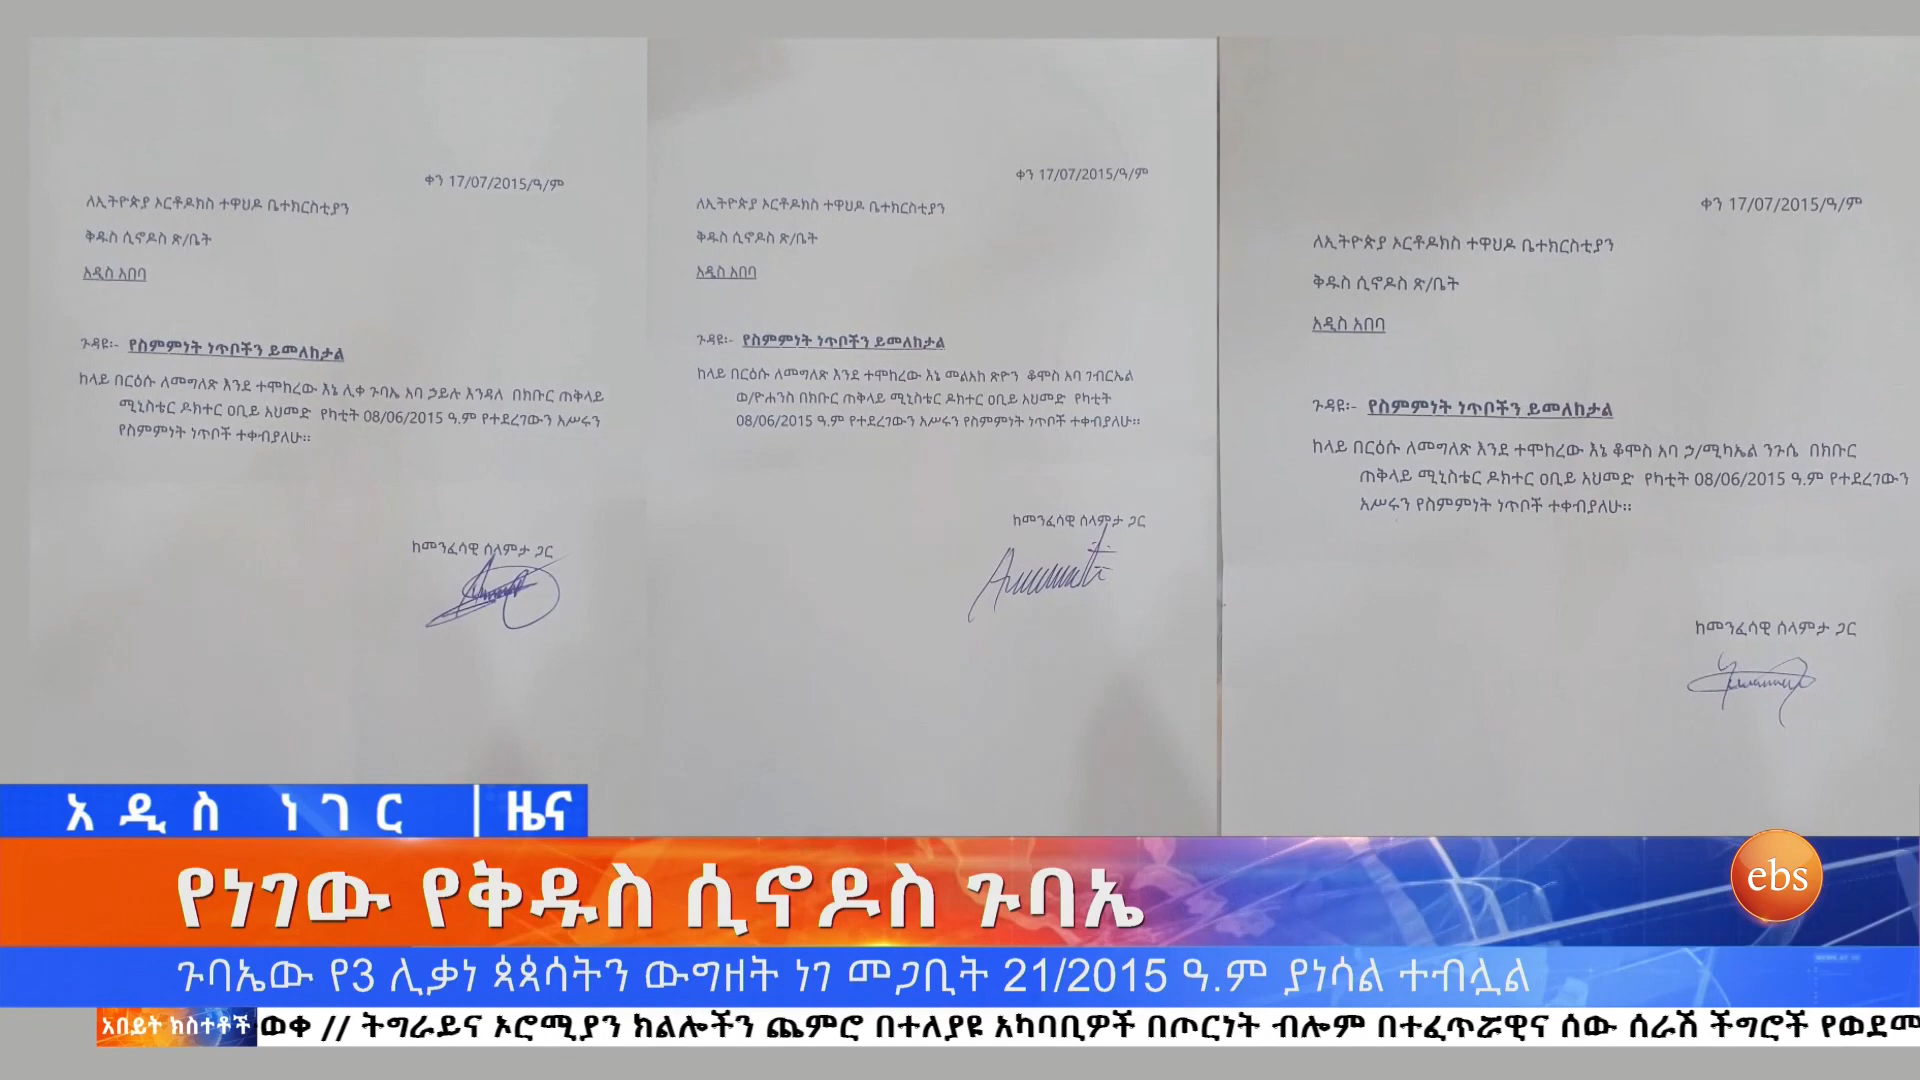 ቀን 17/07/2015/ዓ/ም
ለኢትዮጵያ ኦርቶዶክስ ተዋህዶ ቤተክርስቲያን
ቅዱስ ሲኖዶስ ጽ/ቤት
አዲስ አበባ
ጉዳዩ፡- የስምምነት ነጥቦችን ይመለከታል
ከላይ በርዕሱ ለመግለጽ እንደ ተሞከረው እኔ ሊቀ ጉባኤ አባ ኃይሉ እንዳለ በክቡር ጠቅላይ
ሚኒስቴር ዶክተር ዐቢይ አህመድ የካቲት 08/06/2015 ዓ.ም የተደረገውን አሥሩን
የስምምነት ነጥቦች ተቀብያለሁ።
ከመንፈሳዊ ሰላምታ ጋር
ቀን 17/07/2015/ዓ/ም
ለኢትዮጵያ ኦርቶዶክስ ተዋህዶ ቤተክርስቲያን
ቅዱስ ሲኖዶስ ጽ/ቤት
አዲስ አበባ
ጉዳዩ፡- የስምምነት ነጥቦችን ይመለከታል
ከላይ በርዕሱ ለመግለጽ እንደ ተሞከረው እኔ መልአከ ጽዮን ቆሞስ አባ ገብርኤል
ወ/ዮሐንስ በክቡር ጠቅላይ ሚኒስቴር ዶክተር ዐቢይ አህመድ የካቲት
08/06/2015 ዓ.ም የተደረገውን አሥሩን የስምምነት ነጥቦች ተቀብያለሁ።
ከመንፈሳዊ ሰላምታ ጋር
ቀን 17/07/2015/ዓ/ም
ለኢትዮጵያ ኦርቶዶክስ ተዋህዶ ቤተክርስቲያን
ቅዱስ ሲኖዶስ ጽ/ቤት
አዲስ አበባ
ጉዳዩ፡- የስምምነት ነጥቦችን ይመለከታል
ከላይ በርዕሱ ለመግለጽ እንደ ተሞከረው እኔ ቆሞስ አባ ኃ/ሚካኤል ንጉሴ በክቡር
ጠቅላይ ሚኒስቴር ዶክተር ዐቢይ አህመድ የካቲት 08/06/2015 ዓ.ም የተደረገውን
አሥሩን የስምምነት ነጥቦች ተቀብያለሁ።
ከመንፈሳዊ ሰላምታ ጋር
አዲስ ነገር | ዜና
የነገው የቅዱስ ሲኖዶስ ጉባኤ
ebs
ጉባኤው የ3 ሊቃነ ጳጳሳትን ውግዘት ነገ መጋቢት 21/2015 ዓ.ም ያነሳል ተብሏል
አበይት ክስተቶች ወቀ // ትግራይና ኦሮሚያን ክልሎችን ጨምሮ በተለያዩ አካባቢዎች በጦርነት ብሎም በተፈጥሯዊና ሰው ሰራሽ ችግሮች የወደመ